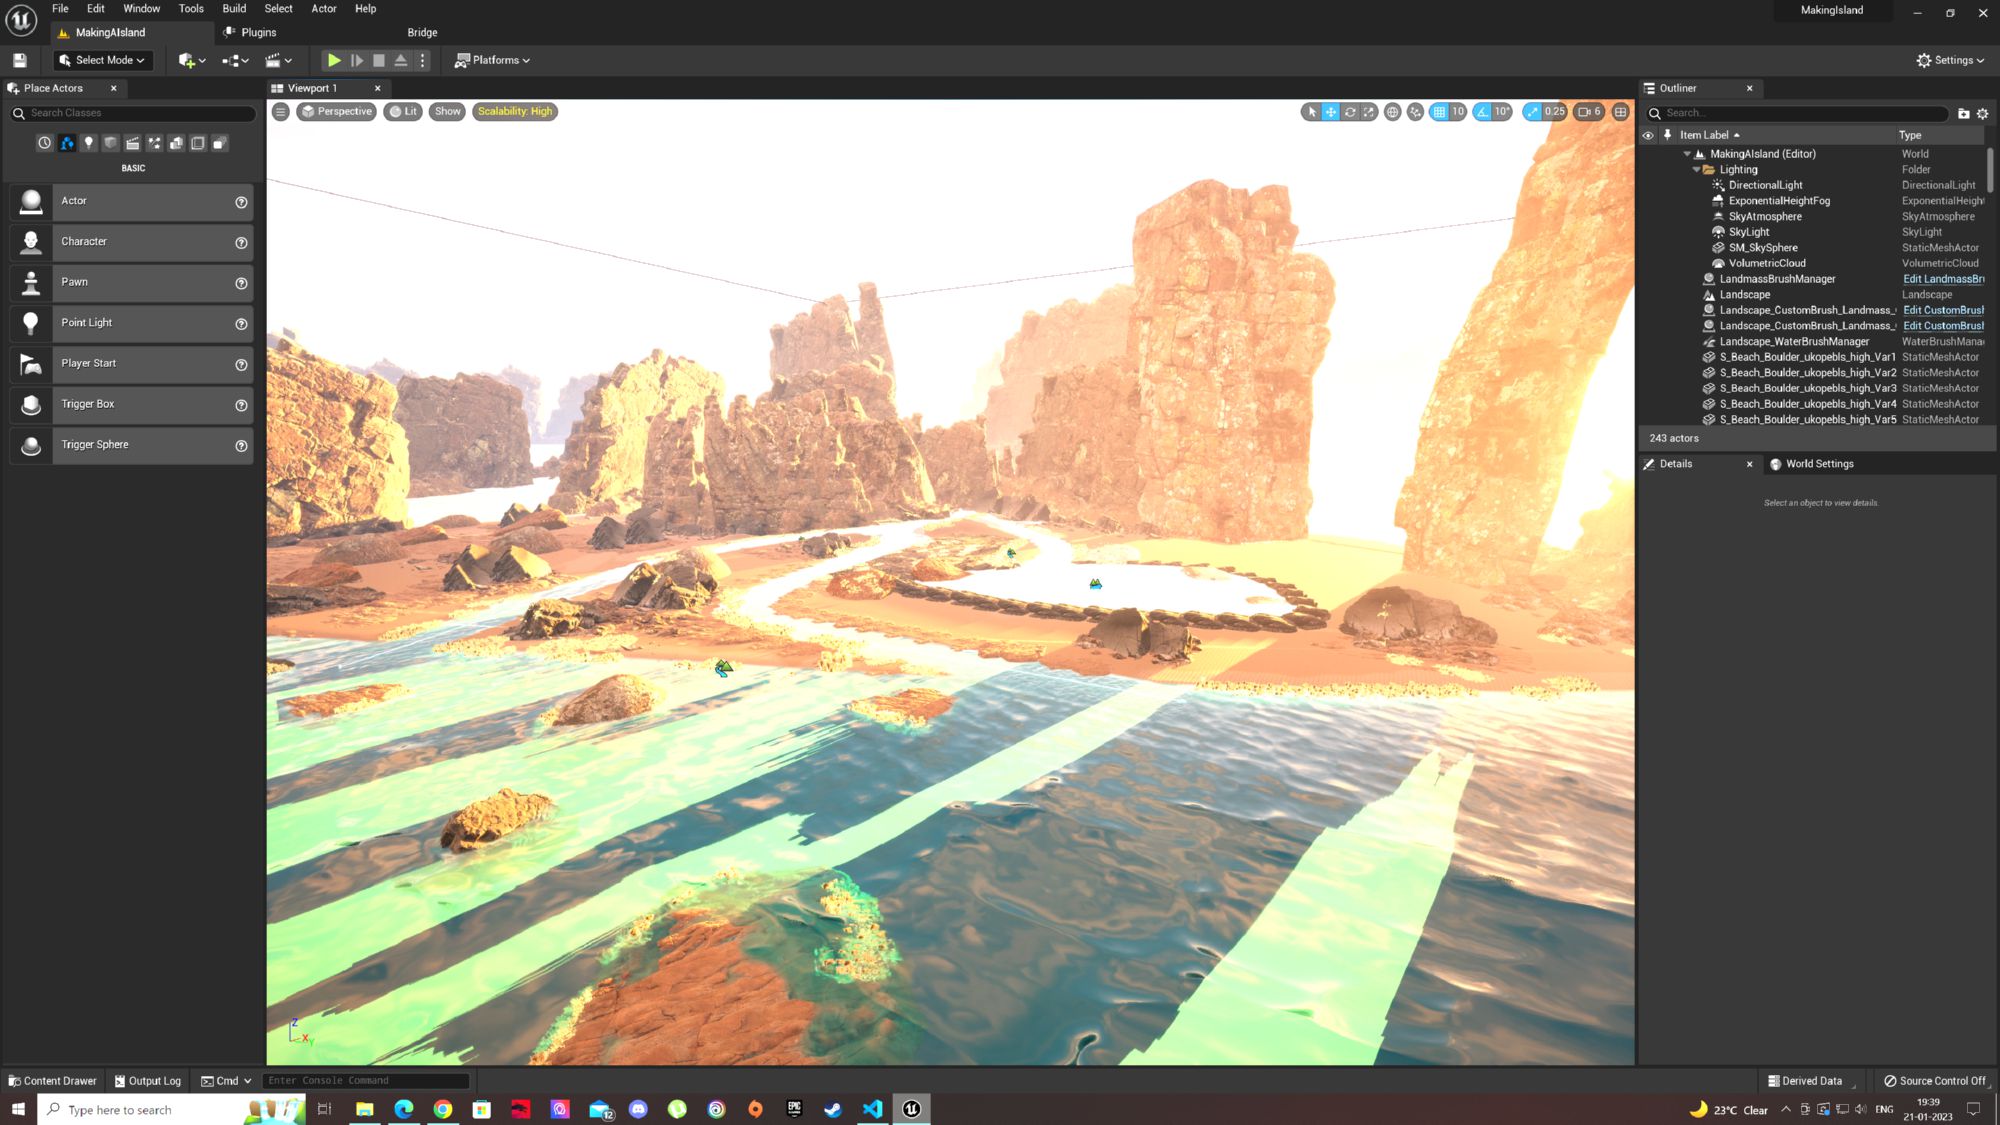 File Edit Window Tools Build Select Actor Help
MakingIsland
MakingAIsland
Plugins
Bridge
Select Mode
Platforms
Settings
Place Actors
Search Classes
BASIC
Actor
Character
Pawn
Point Light
Player Start
Trigger Box
Trigger Sphere
Viewport 1
Perspective Lit Show Scalability: High
10 10° 0.25 6
Z
X
Y
Outliner
Search...
Item Label Type
MakingAIsland (Editor) World
Lighting Folder
DirectionalLight DirectionalLight
ExponentialHeightFog ExponentialHeight
SkyAtmosphere SkyAtmosphere
SkyLight SkyLight
SM_SkySphere StaticMeshActor
VolumetricCloud VolumetricCloud
LandmassBrushManager Edit LandmassBru
Landscape Landscape
Landscape_CustomBrush_Landmass_ Edit CustomBrush
Landscape_CustomBrush_Landmass_ Edit CustomBrush
Landscape_WaterBrushManager WaterBrushMana
S_Beach_Boulder_ukopebls_high_Var1 StaticMeshActor
S_Beach_Boulder_ukopebls_high_Var2 StaticMeshActor
S_Beach_Boulder_ukopebls_high_Var3 StaticMeshActor
S_Beach_Boulder_ukopebls_high_Var4 StaticMeshActor
S_Beach_Boulder_ukopebls_high_Var5 StaticMeshActor
243 actors
Details
World Settings
Select an object to view details.
Content Drawer
Output Log
Cmd
Enter Console Command
Derived Data
Source Control Off
Type here to search
12
EPIC
23°C Clear
ENG
19:39
21-01-2023